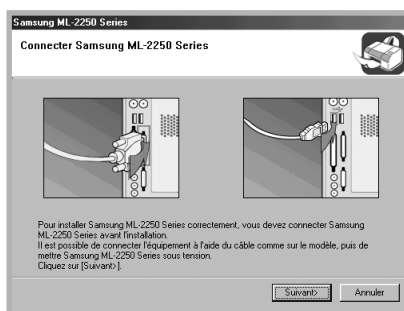 Samsung ML-2250 Series
Connecter Samsung ML-2250 Series
Pour installer Samsung ML-2250 Series correctement, vous devez connecter Samsung
ML-2250 Series avant l'installation.
Il est possible de connecter l'équipement à l'aide du câble comme sur le modèle, puis de
mettre Samsung ML-2250 Series sous tension.
Cliquez sur [Suivant>].
Suivant>
Annuler